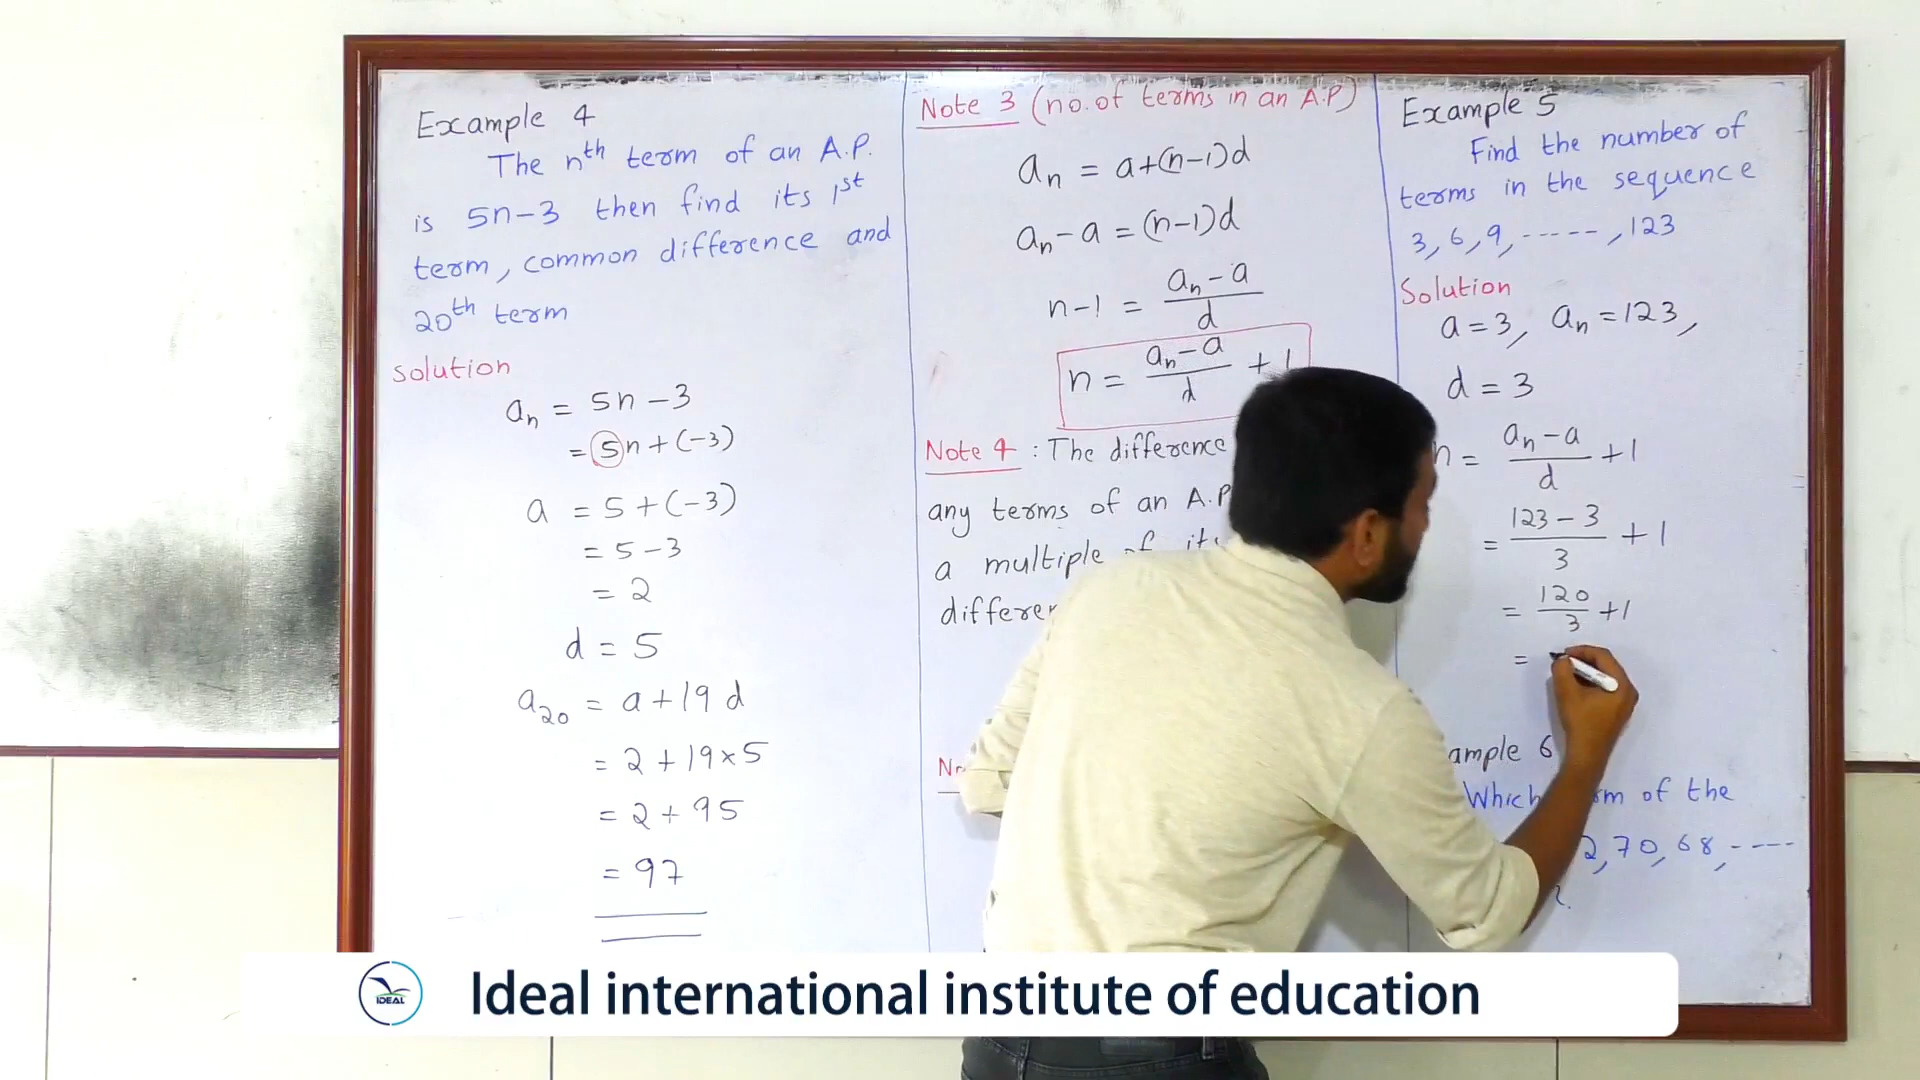 Example 4
The nth term of an A.P.
is 5n-3 then find its 1st
term, common difference and
20th term
Solution
an = 5n - 3
= 5n + (-3)
a = 5 + (-3)
= 5 - 3
= 2
d = 5
a20 = a + 19 d
= 2 + 19 × 5
= 2 + 95
= 97
Note 3 (no. of terms in an A.P)
an = a + (n-1)d
an - a = (n-1)d
n - 1 = an - a / d
n = an - a / d + 1
Note 4 : The difference
any terms of an A.P
a multiple of its
Example 5
Find the number of
terms in the sequence
3, 6, 9, ----- , 123
Solution
a = 3, an = 123,
d = 3
n = an - a / d + 1
= 123 - 3 / 3 + 1
= 120 / 3 + 1
=
6
Which of the
70, 68, ----
IDEAL
Ideal international institute of education